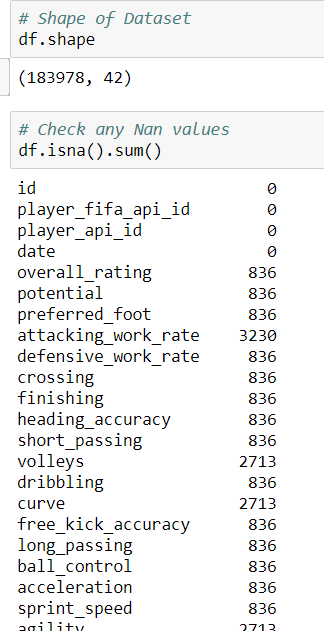 # Shape of Dataset
df.shape
(183978, 42)
# Check any Nan values
df.isna().sum()
id 0
player_fifa_api_id 0
player_api_id 0
date 0
overall_rating 836
potential 836
preferred_foot 836
attacking_work_rate 3230
defensive_work_rate 836
crossing 836
finishing 836
heading_accuracy 836
short_passing 836
volleys 2713
dribbling 836
curve 2713
free_kick_accuracy 836
long_passing 836
ball_control 836
acceleration 836
sprint_speed 836
agility 2713